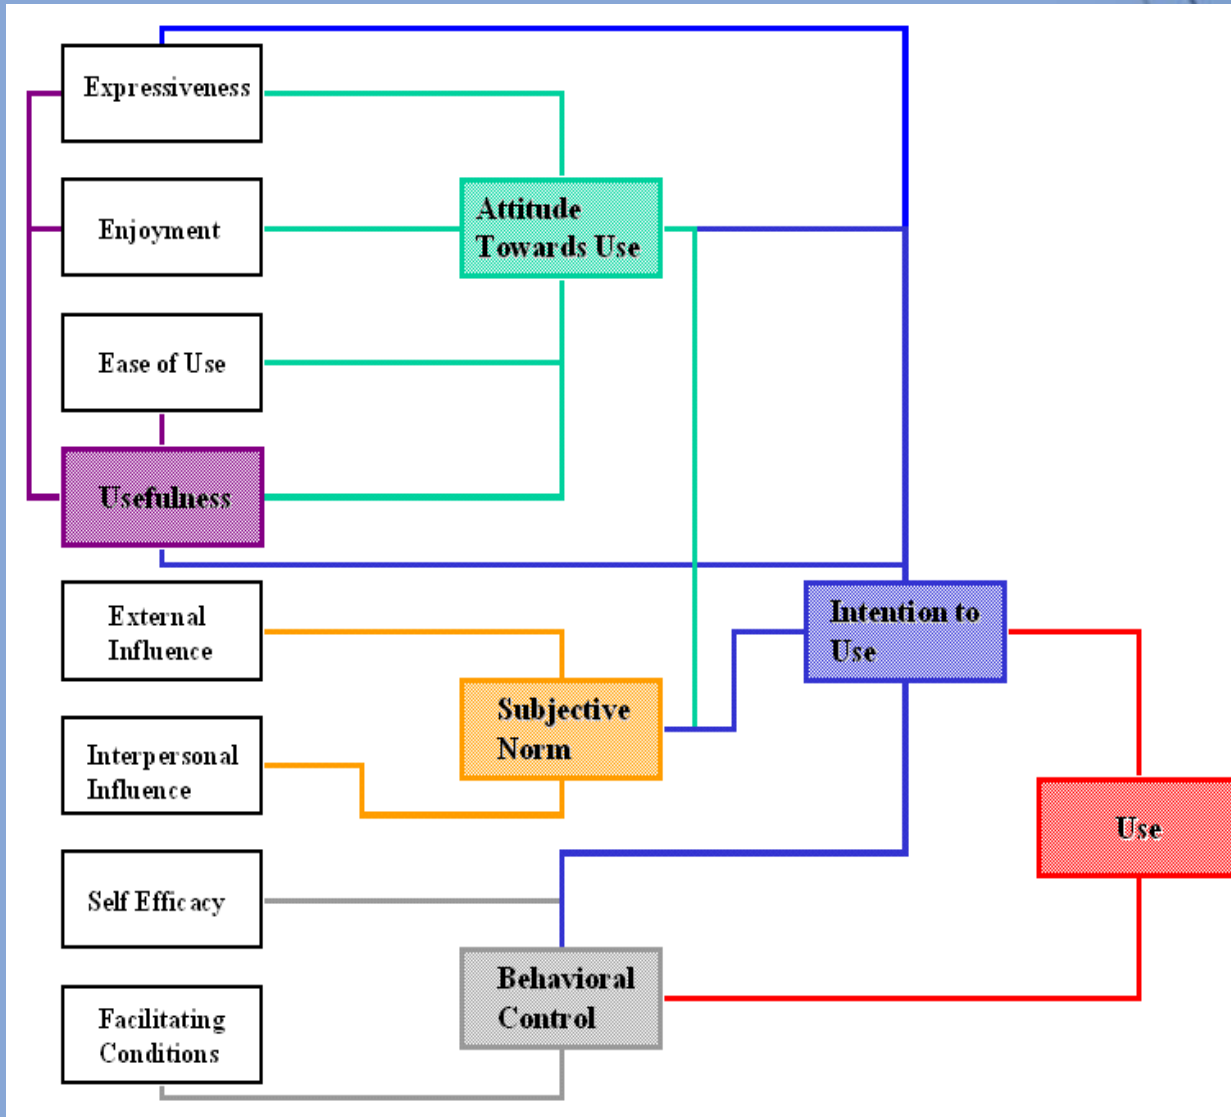 Expressiveness
Enjoyment
Attitude
Towards Use
Ease of Use
Usefulness
External
Influence
Intention to
Use
Subjective
Norm
Interpersonal
Influence
Use
Self Efficacy
Behavioral
Control
Facilitating
Conditions